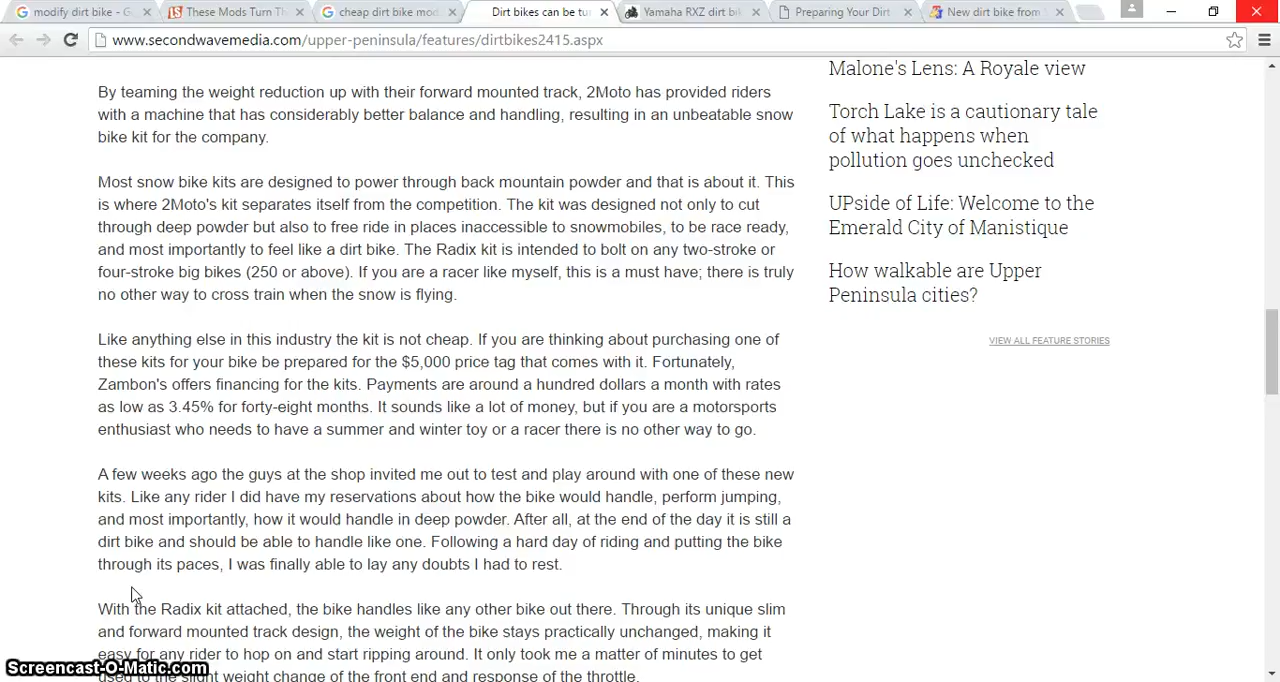 modify dirt bike - Goo
These Mods Turn Th
cheap dirt bike mod
Dirt bikes can be tu
Yamaha RXZ dirt bi
Preparing Your Dirt
New dirt bike from
www.secondwavemedia.com/upper-peninsula/features/dirtbikes2415.aspx
By teaming the weight reduction up with their forward mounted track, 2Moto has provided riders
with a machine that has considerably better balance and handling, resulting in an unbeatable snow
bike kit for the company.
Most snow bike kits are designed to power through back mountain powder and that is about it. This
is where 2Moto's kit separates itself from the competition. The kit was designed not only to cut
through deep powder but also to free ride in places inaccessible to snowmobiles, to be race ready,
and most importantly to feel like a dirt bike. The Radix kit is intended to bolt on any two-stroke or
four-stroke big bikes (250 or above). If you are a racer like myself, this is a must have; there is truly
no other way to cross train when the snow is flying.
Like anything else in this industry the kit is not cheap. If you are thinking about purchasing one of
these kits for your bike be prepared for the $5,000 price tag that comes with it. Fortunately,
Zambon's offers financing for the kits. Payments are around a hundred dollars a month with rates
as low as 3.45% for forty-eight months. It sounds like a lot of money, but if you are a motorsports
enthusiast who needs to have a summer and winter toy or a racer there is no other way to go.
A few weeks ago the guys at the shop invited me out to test and play around with one of these new
kits. Like any rider I did have my reservations about how the bike would handle, perform jumping,
and most importantly, how it would handle in deep powder. After all, at the end of the day it is still a
dirt bike and should be able to handle like one. Following a hard day of riding and putting the bike
through its paces, I was finally able to lay any doubts I had to rest.
With the Radix kit attached, the bike handles like any other bike out there. Through its unique slim
and forward mounted track design, the weight of the bike stays practically unchanged, making it
easy for any rider to hop on and start ripping around. It only took me a matter of minutes to get
used to the slight weight change of the front end and response of the throttle.
Malone's Lens: A Royale view
Torch Lake is a cautionary tale
of what happens when
pollution goes unchecked
UPside of Life: Welcome to the
Emerald City of Manistique
How walkable are Upper
Peninsula cities?
VIEW ALL FEATURE STORIES
Screencast-O-Matic.com